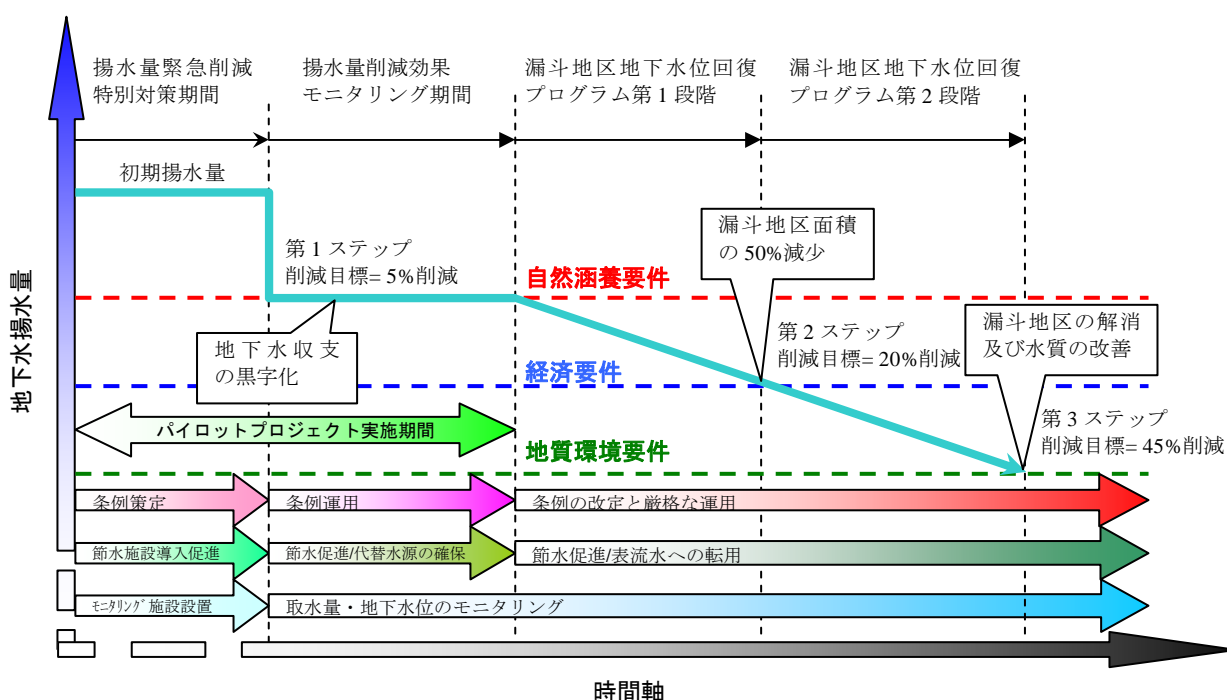 揚水量緊急削減
特別対策期間
揚水量削減効果
モニタリング期間
漏斗地区地下水位回復
プログラム第 1 段階
漏斗地区地下水位回復
プログラム第 2 段階
初期揚水量
第 1 ステップ
削減目標= 5%削減
自然涵養要件
漏斗地区面積
の 50%減少
地下水収支
の黒字化
第 2 ステップ
削減目標= 20%削減
漏斗地区の解消
及び水質の改善
経済要件
第 3 ステップ
削減目標= 45%削減
パイロットプロジェクト実施期間
地質環境要件
条例策定
条例運用
条例の改定と厳格な運用
節水施設導入促進
節水促進/代替水源の確保
節水促進/表流水への転用
ﾓﾆﾀﾘﾝｸﾞ施設設置
取水量・地下水位のモニタリング
地下水揚水量
時間軸